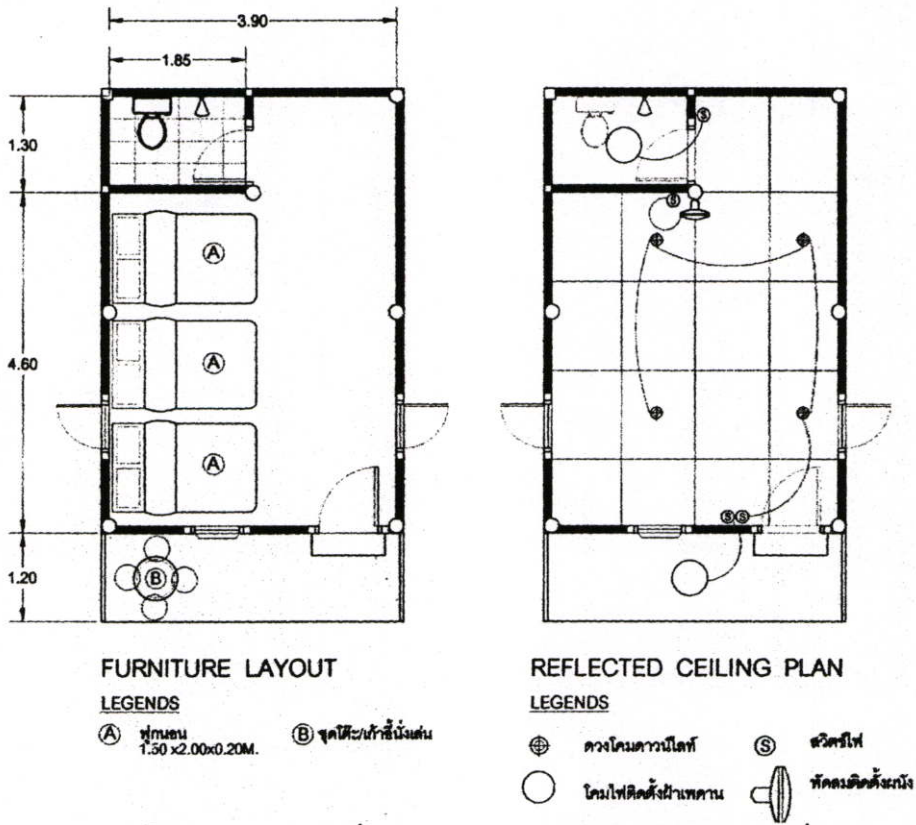 3.90
1.85
1.30
4.60
1.20
A
A
A
B
S
S
S S
FURNITURE LAYOUT
LEGENDS
A ฟูกนอน
1.50 x2.00x0.20M.
B ชุดโต๊ะ/เก้าอี้นั่งเล่น
REFLECTED CEILING PLAN
LEGENDS
ดวงโคมดาวน์ไลท์
S สวิตช์ไฟ
โคมไฟติดตั้งฝ้าเพดาน
พัดลมติดตั้งผนัง